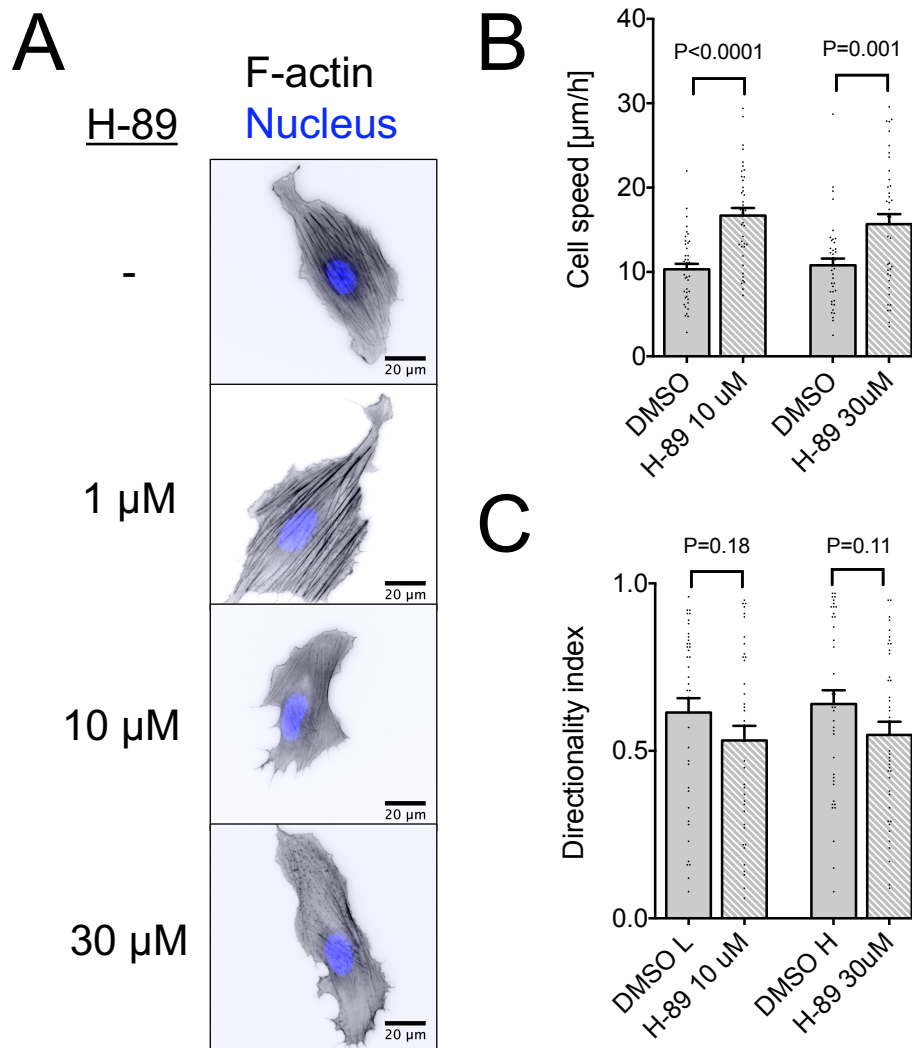 A
H-89
F-actin
Nucleus
-
20 µm
1 µM
20 µm
10 µM
20 µm
30 µM
20 µm
B
Cell speed [µm/h]
40
30
20
10
0
P<0.0001
P=0.001
DMSO
H-89 10 uM
DMSO
H-89 30uM
C
Directionality index
1.0
0.5
0.0
P=0.18
P=0.11
DMSO L
H-89 10 uM
DMSO H
H-89 30uM